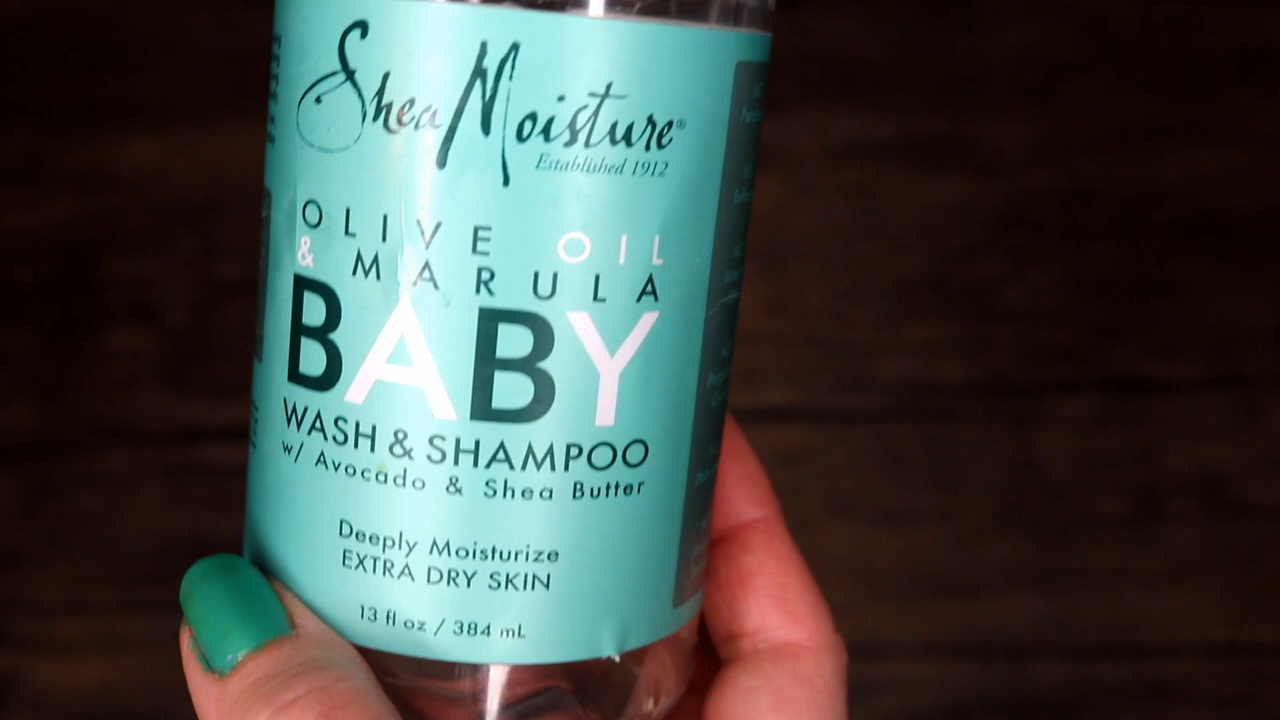 Shea Moisture®
Established 1912
OLIVE OIL
& MARULA
BABY
WASH & SHAMPOO
w/ Avocado & Shea Butter
Deeply Moisturize
EXTRA DRY SKIN
13 fl oz / 384 mL